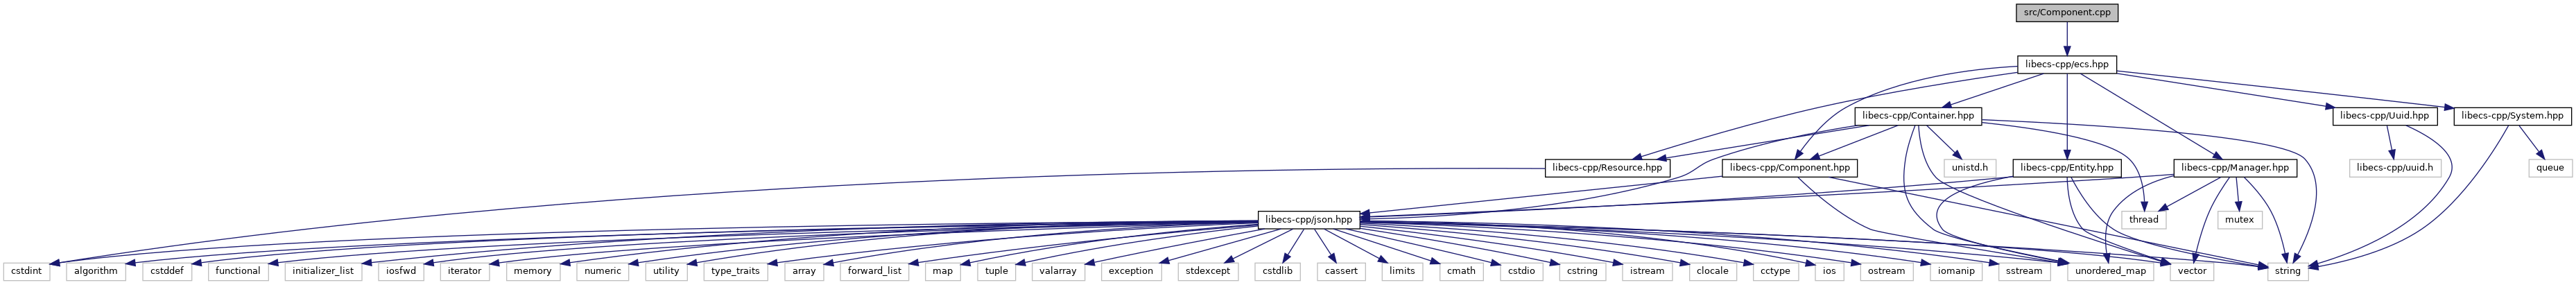 src/Component.cpp
libecs-cpp/ecs.hpp
libecs-cpp/Container.hpp
libecs-cpp/Uuid.hpp
libecs-cpp/System.hpp
libecs-cpp/Resource.hpp
libecs-cpp/Component.hpp
unistd.h
libecs-cpp/Entity.hpp
libecs-cpp/Manager.hpp
libecs-cpp/uuid.h
queue
libecs-cpp/json.hpp
thread
mutex
cstdint
algorithm
cstddef
functional
initializer_list
iosfwd
iterator
memory
numeric
utility
type_traits
array
forward_list
map
tuple
valarray
exception
stdexcept
cstdlib
cassert
limits
cmath
cstdio
cstring
istream
clocale
cctype
ios
ostream
iomanip
sstream
unordered_map
vector
string